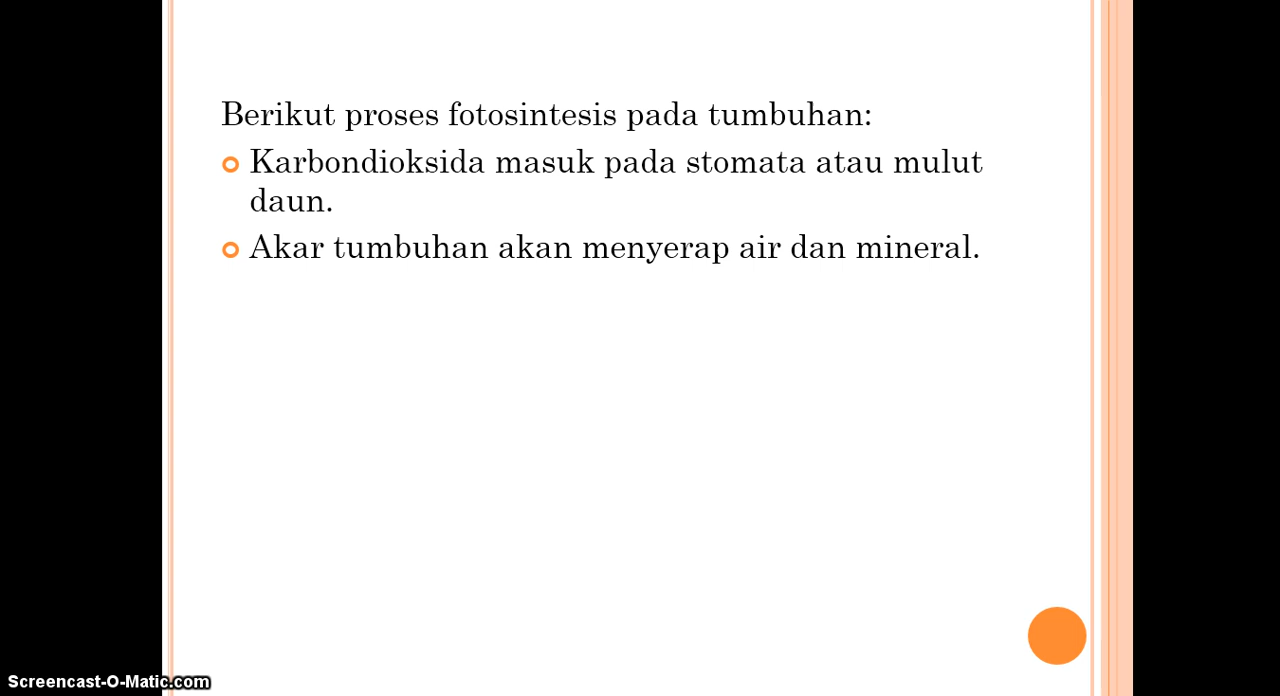 Berikut proses fotosintesis pada tumbuhan:
Karbondioksida masuk pada stomata atau mulut
daun.
Akar tumbuhan akan menyerap air dan mineral.
Screencast-O-Matic.com